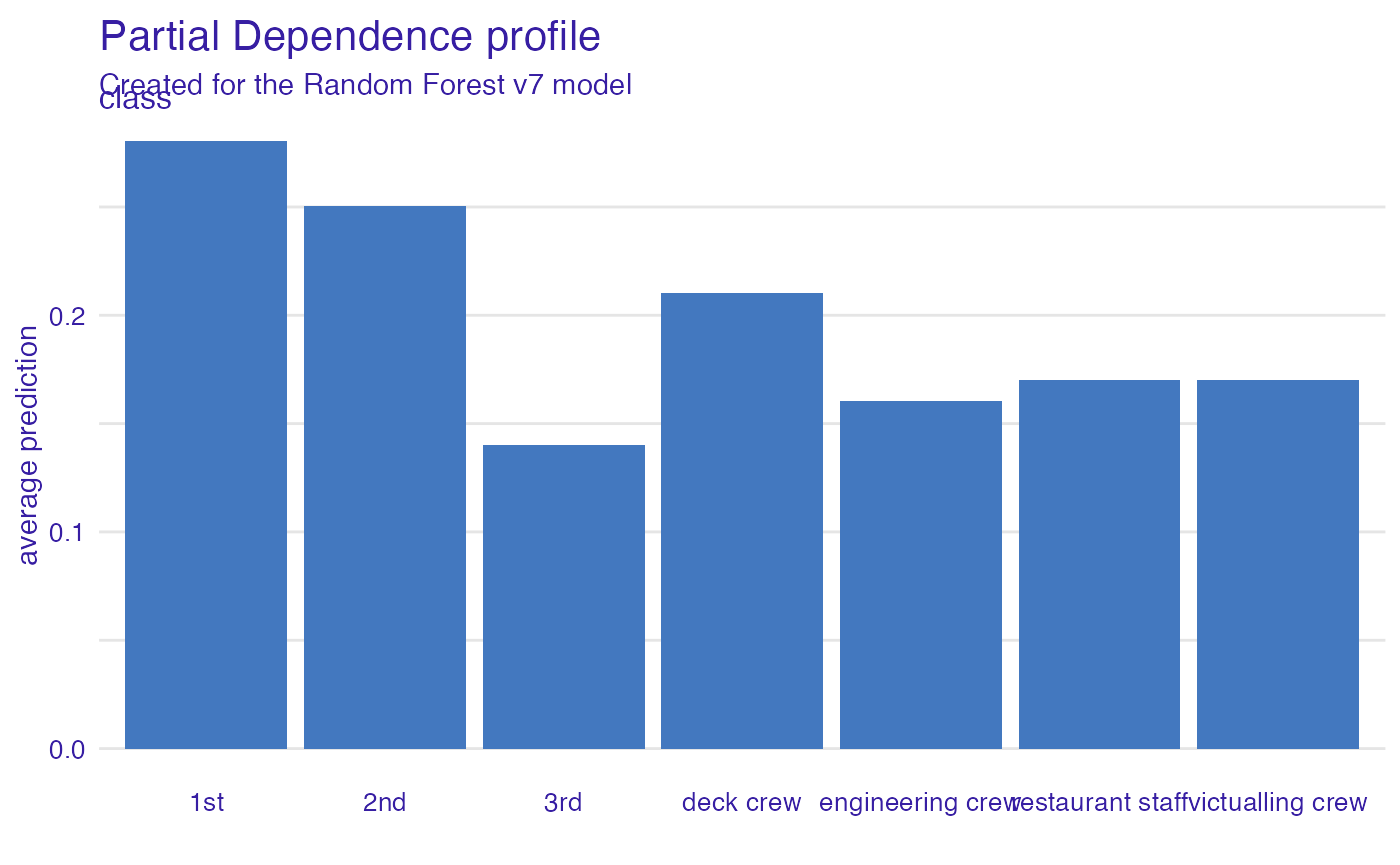 Partial Dependence profile
Created for the Random Forest v7 model
class
average prediction
0.2
0.1
0.0
1st 2nd 3rd deck crew engineering crew restaurant staff victualling crew